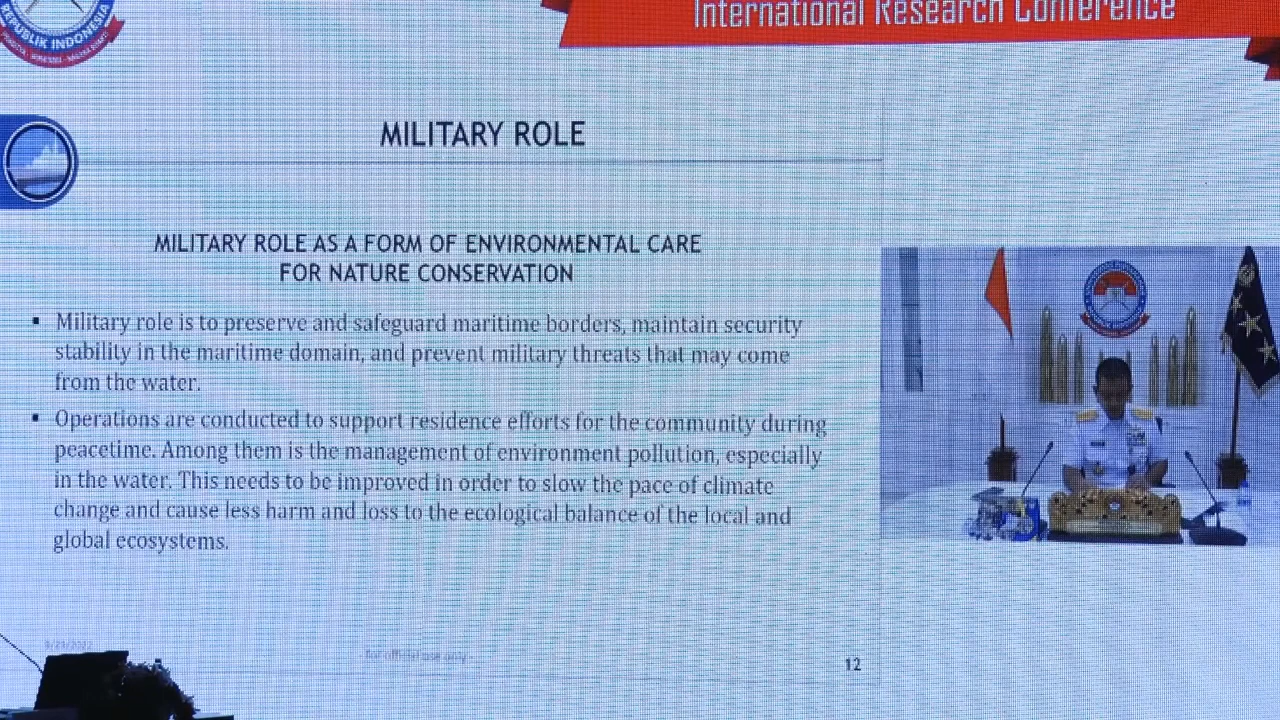 International Research Conference
REPUBLIK INDONESIA
MILITARY ROLE
MILITARY ROLE AS A FORM OF ENVIRONMENTAL CARE
FOR NATURE CONSERVATION
▪ Military role is to preserve and safeguard maritime borders, maintain security
stability in the maritime domain, and prevent military threats that may come
from the water.
▪ Operations are conducted to support residence efforts for the community during
peacetime. Among them is the management of environment pollution, especially
in the water. This needs to be improved in order to slow the pace of climate
change and cause less harm and loss to the ecological balance of the local and
global ecosystems.
- for official use only -
12